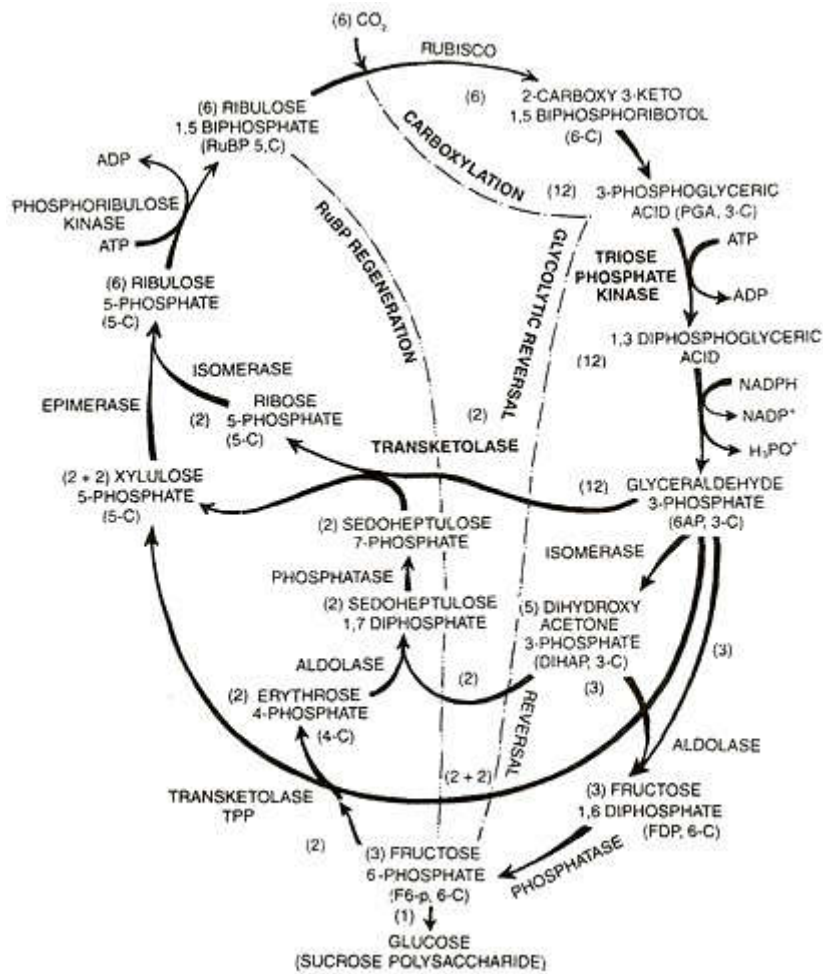 (6) CO₂
RUBISCO
(6)
2-CARBOXY 3-KETO
1,5 BIPHOSPHORIBOTOL
(6-C)
(6) RIBULOSE
1,5 BIPHOSPHATE
(RuBP 5,C)
CARBOXYLATION
ADP
PHOSPHORIBULOSE
KINASE
ATP
(12)
3-PHOSPHOGLYCERIC
ACID (PGA, 3-C)
RuBP REGENERATION
GLYCOLYTIC REVERSAL
TRIOSE
PHOSPHATE
KINASE
ATP
ADP
(6) RIBULOSE
5-PHOSPHATE
(5-C)
(12)
1,3 DIPHOSPHOGLYCERIC
ACID
ISOMERASE
EPIMERASE
(2)
RIBOSE
5-PHOSPHATE
(5-C)
(2)
TRANSKETOLASE
NADPH
NADP⁺
H₃PO⁺
(2 + 2) XYLULOSE
5-PHOSPHATE
(5-C)
(12)
GLYCERALDEHYDE
3-PHOSPHATE
(6AP, 3-C)
(2) SEDOHEPTULOSE
7-PHOSPHATE
ISOMERASE
PHOSPHATASE
(2) SEDOHEPTULOSE
1,7 DIPHOSPHATE
(5) DIHYDROXY
ACETONE
3-PHOSPHATE
(DIHAP, 3-C)
(3)
(3)
ALDOLASE
(2)
(2) ERYTHROSE
4-PHOSPHATE
(4-C)
REVERSAL
ALDOLASE
(2 + 2)
TRANSKETOLASE
TPP
(3) FRUCTOSE
1,6 DIPHOSPHATE
(FDP, 6-C)
(2)
(3) FRUCTOSE
6-PHOSPHATE
(F6-p, 6-C)
PHOSPHATASE
(1)
GLUCOSE
(SUCROSE POLYSACCHARIDE)